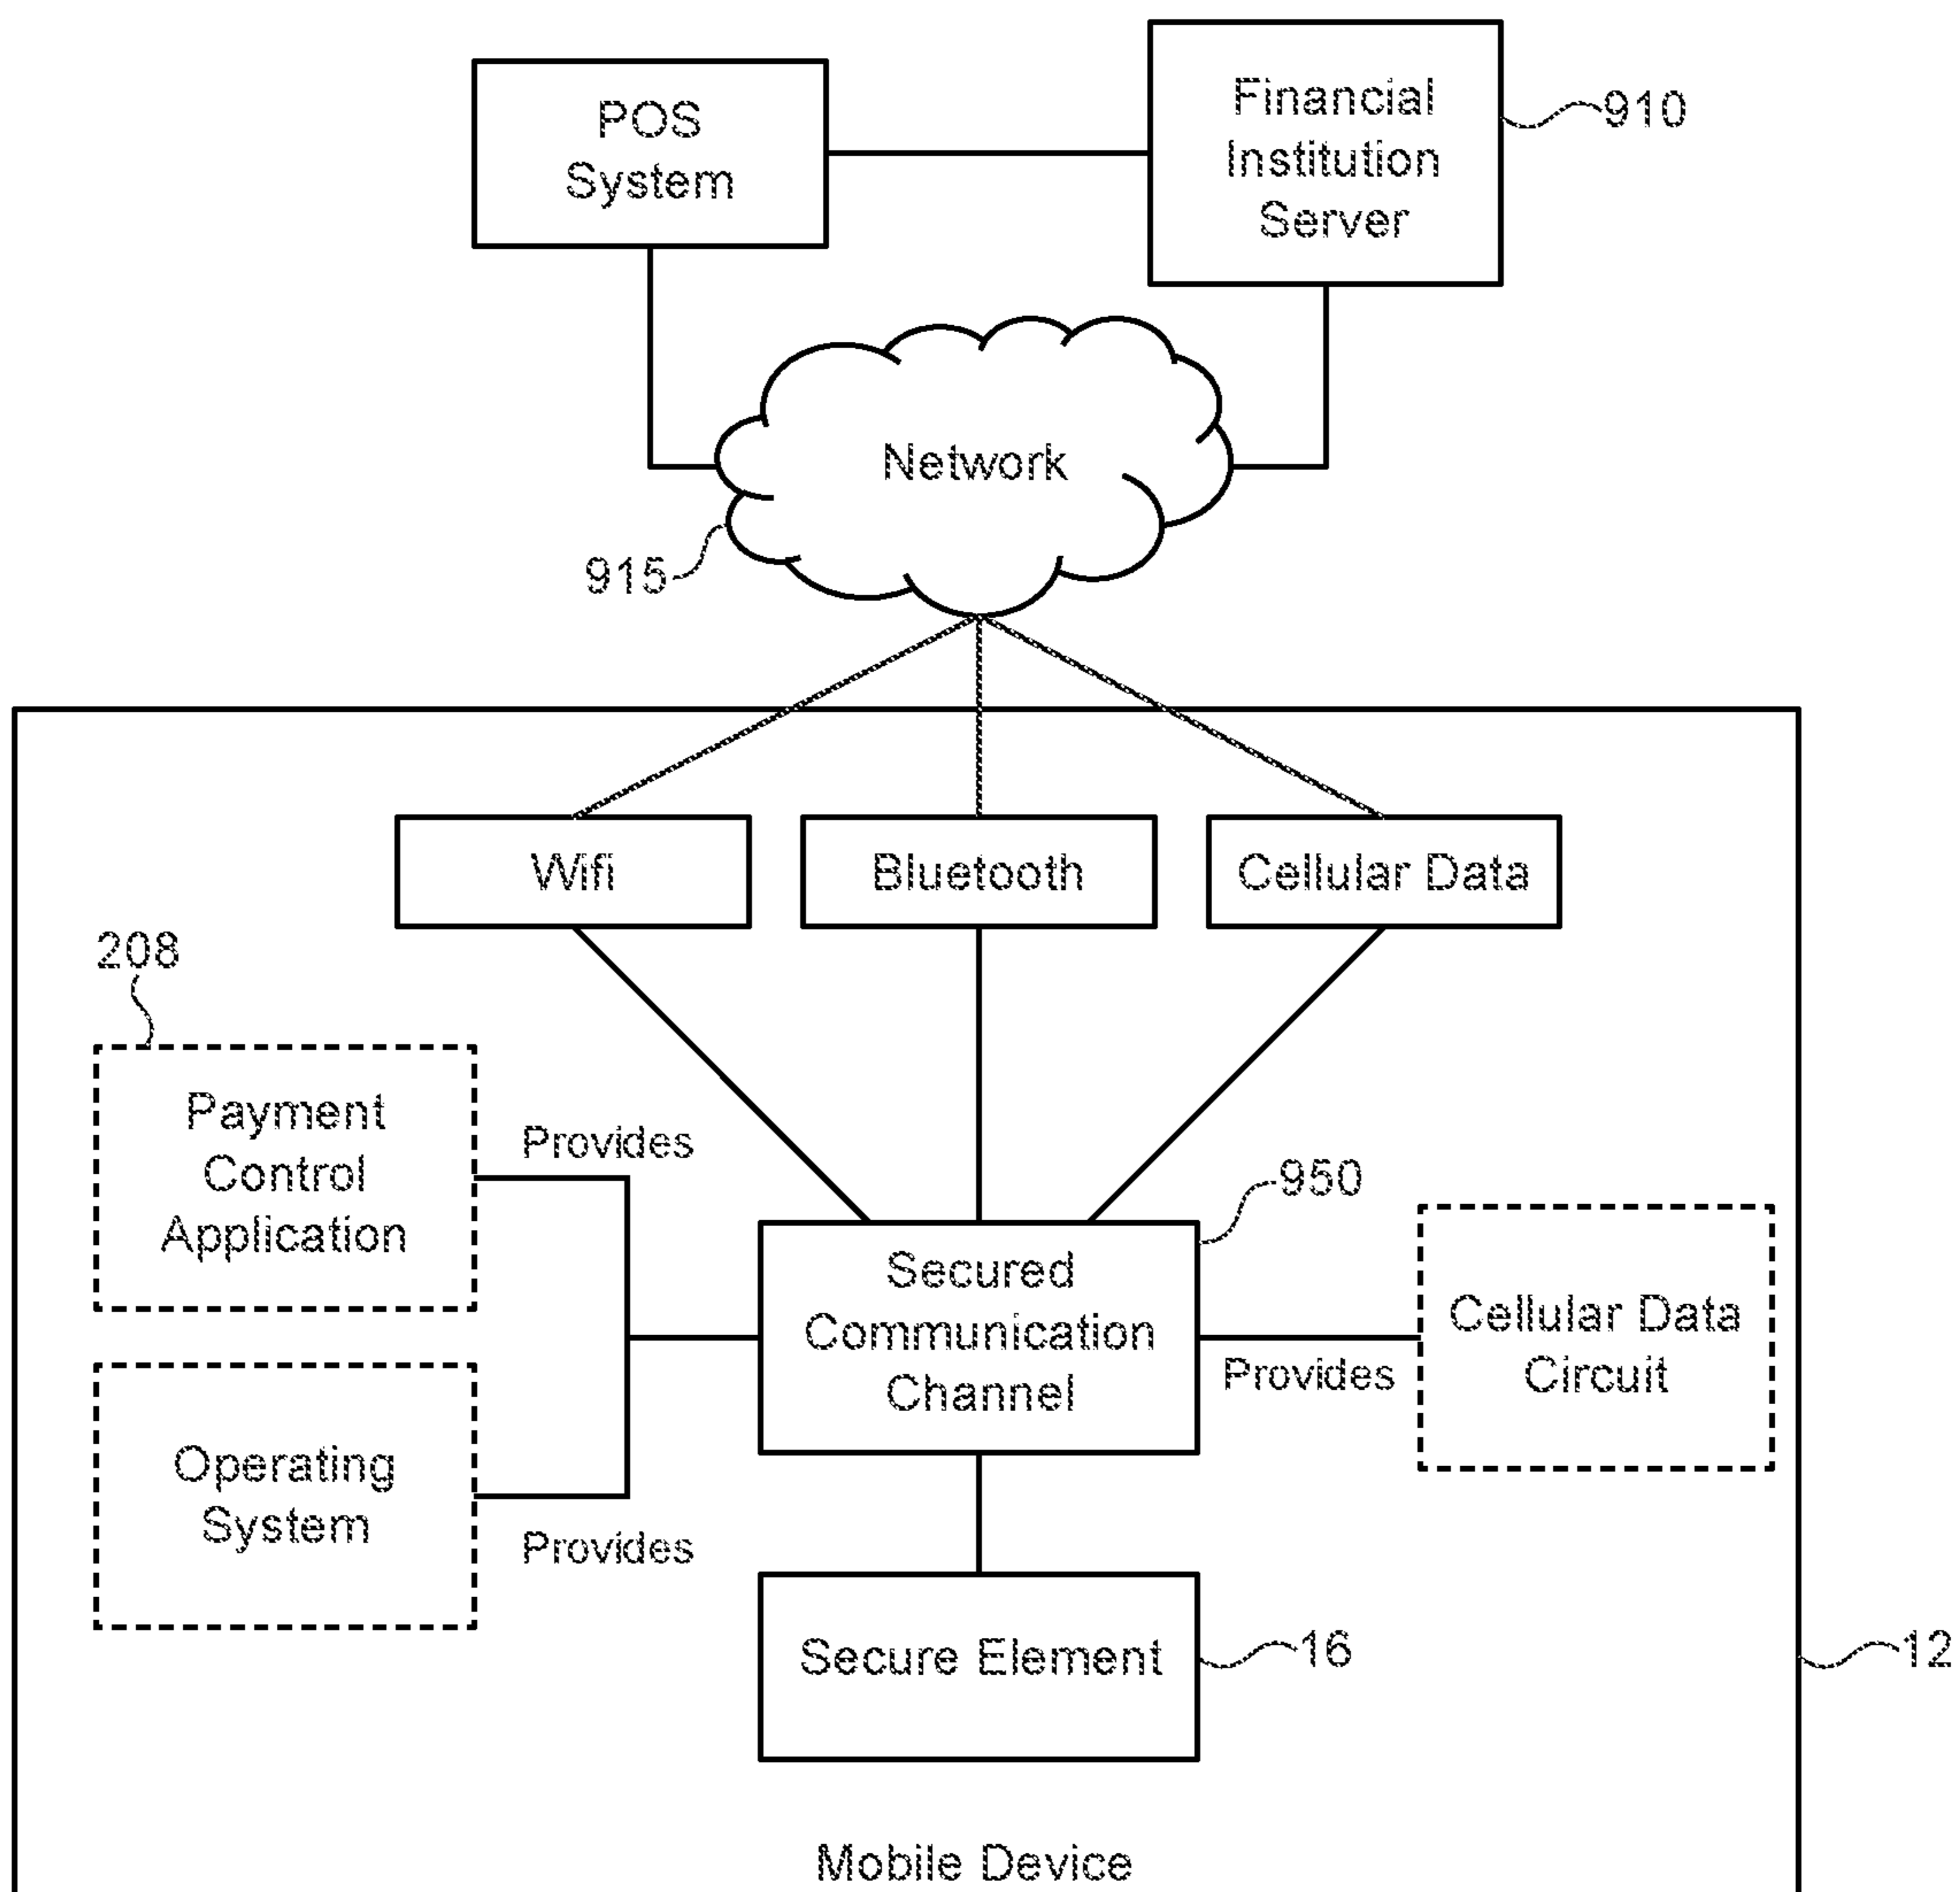 POS
System
Financial
Institution
Server
910
Network
915
Wifi
Bluetooth
Cellular Data
208
Payment
Control
Application
Provides
950
Secured
Communication
Channel
Provides
Cellular Data
Circuit
Operating
System
Provides
Secure Element
16
12
Mobile Device